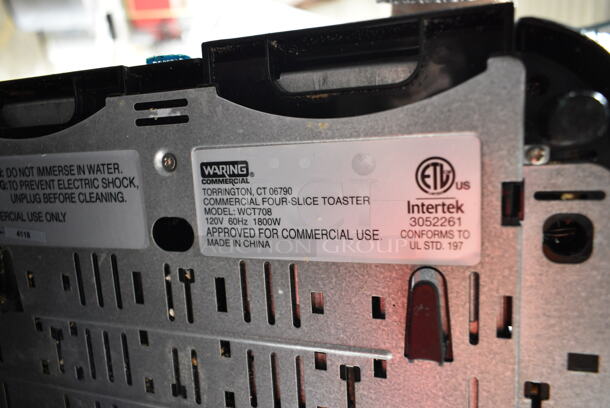 : DO NOT IMMERSE IN WATER.
G: TO PREVENT ELECTRIC SHOCK,
UNPLUG BEFORE CLEANING.
ERCIAL USE ONLY
4118
WARING
COMMERCIAL
TORRINGTON, CT 06790
COMMERCIAL FOUR-SLICE TOASTER
MODEL: WCT708
120V 60Hz 1800W
APPROVED FOR COMMERCIAL USE.
MADE IN CHINA
ETL US
Intertek
3052261
CONFORMS TO
UL STD. 197